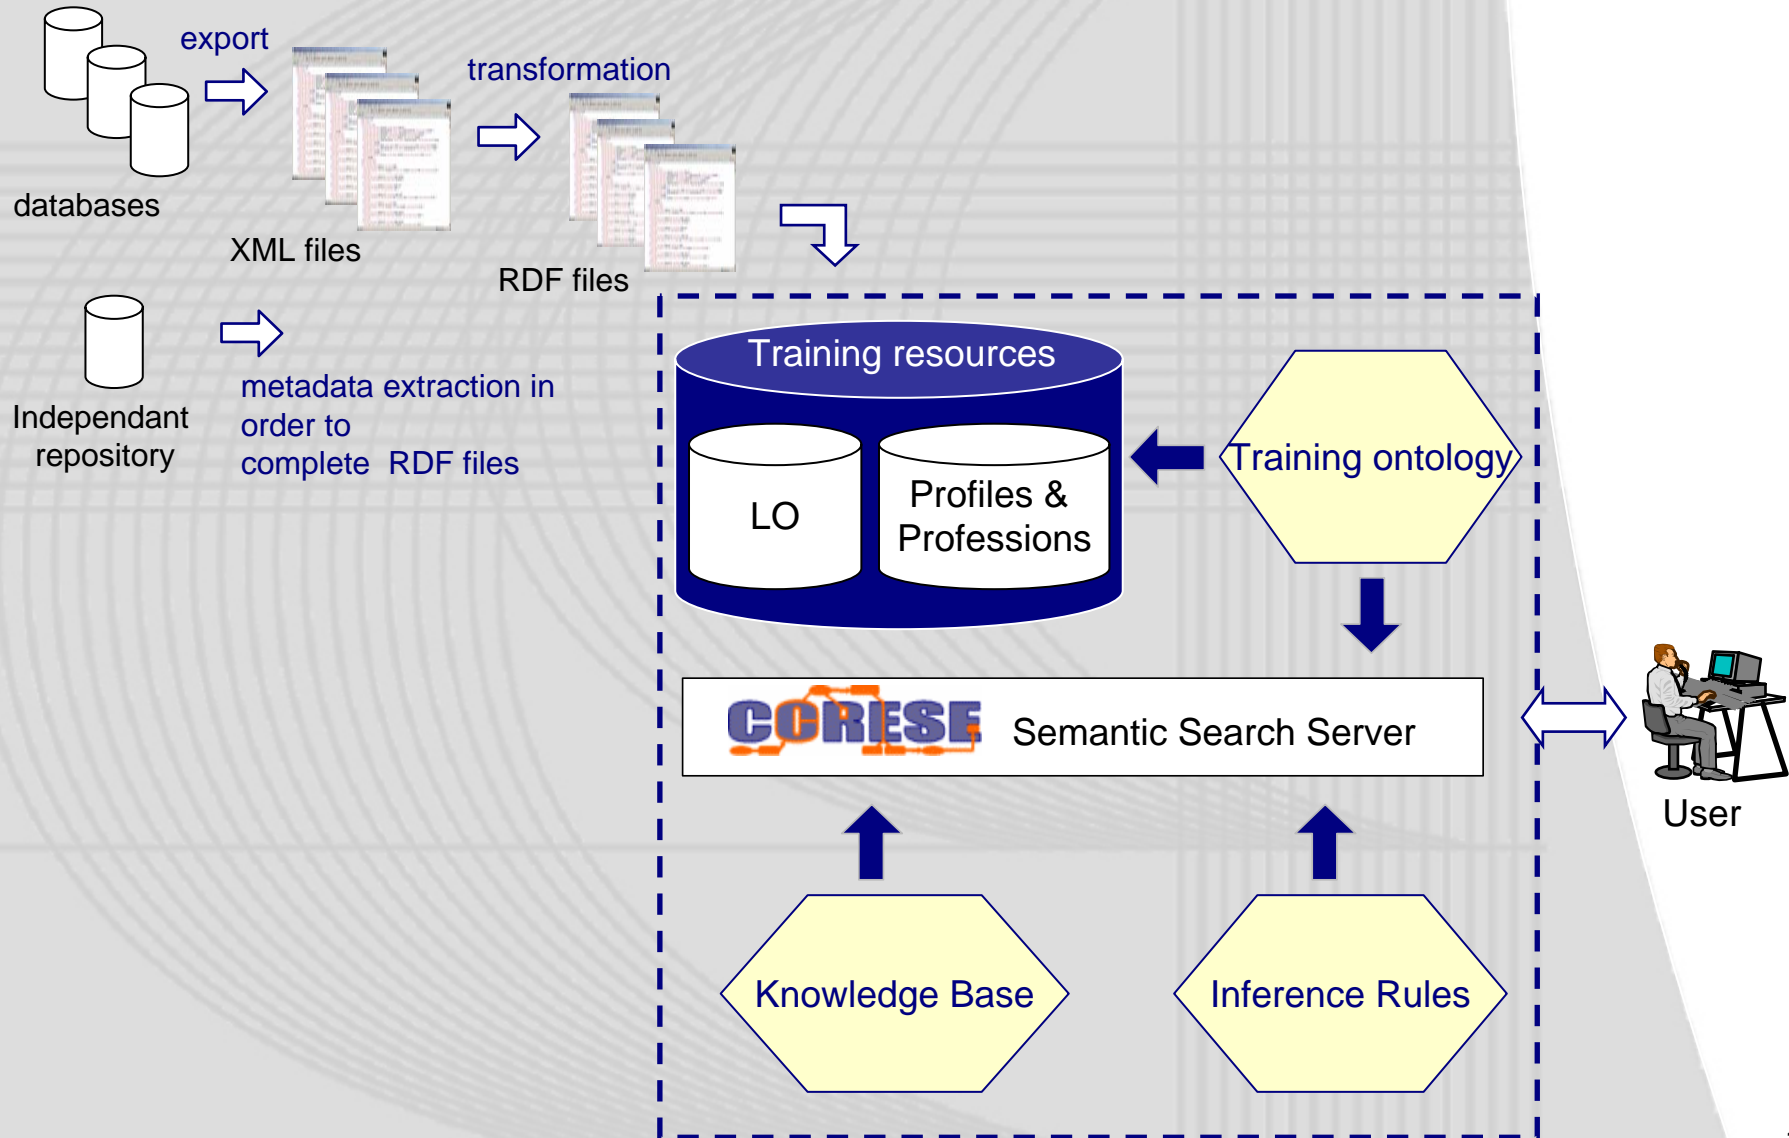 export
transformation
databases
XML files
RDF files
Independant
repository
metadata extraction in
order to
complete RDF files
Training resources
LO
Profiles &
Professions
Training ontology
CORESE
Semantic Search Server
User
Knowledge Base
Inference Rules